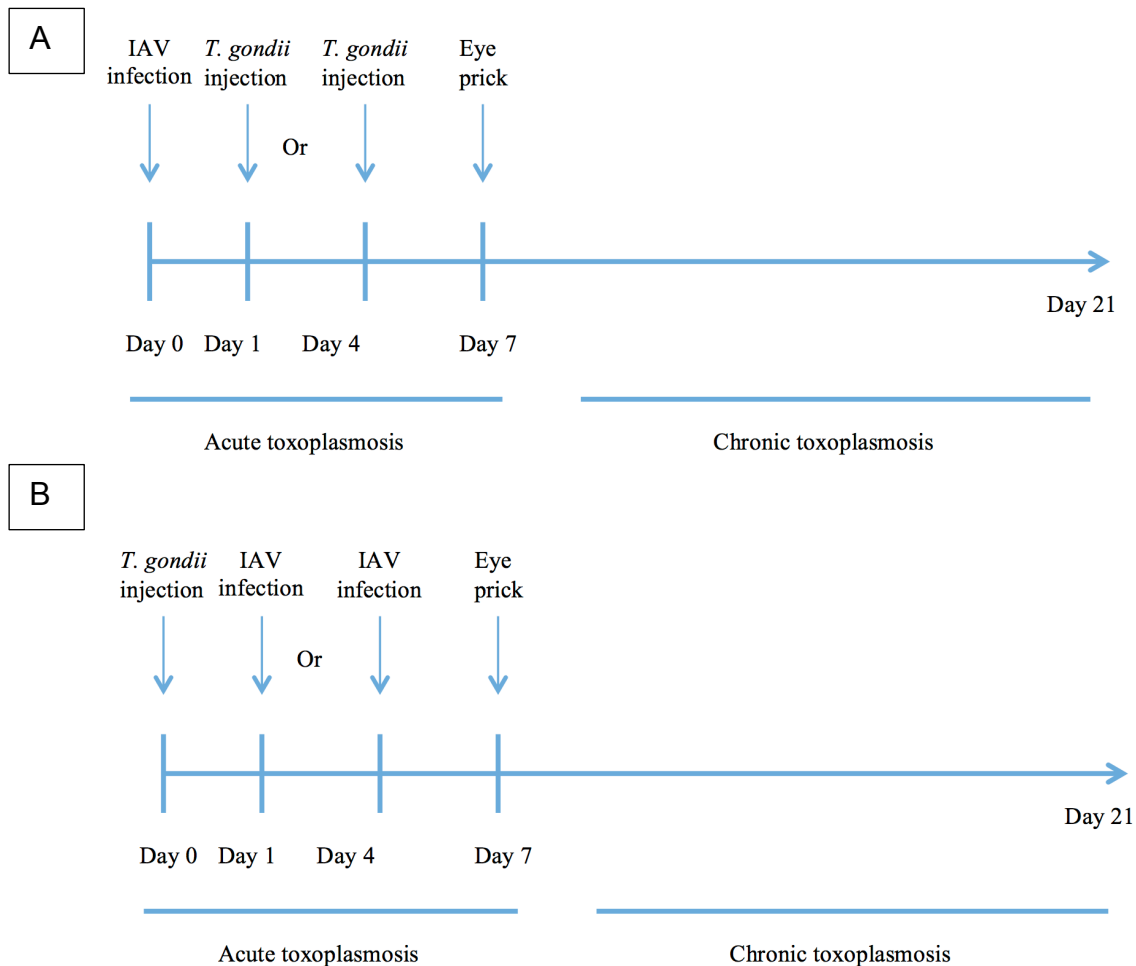 A
IAV
infection
T. gondii
injection
T. gondii
injection
Eye
prick
Or
Day 21
Day 0
Day 1
Day 4
Day 7
Acute toxoplasmosis
Chronic toxoplasmosis
B
T. gondii
injection
IAV
infection
IAV
infection
Eye
prick
Or
Day 21
Day 0
Day 1
Day 4
Day 7
Acute toxoplasmosis
Chronic toxoplasmosis